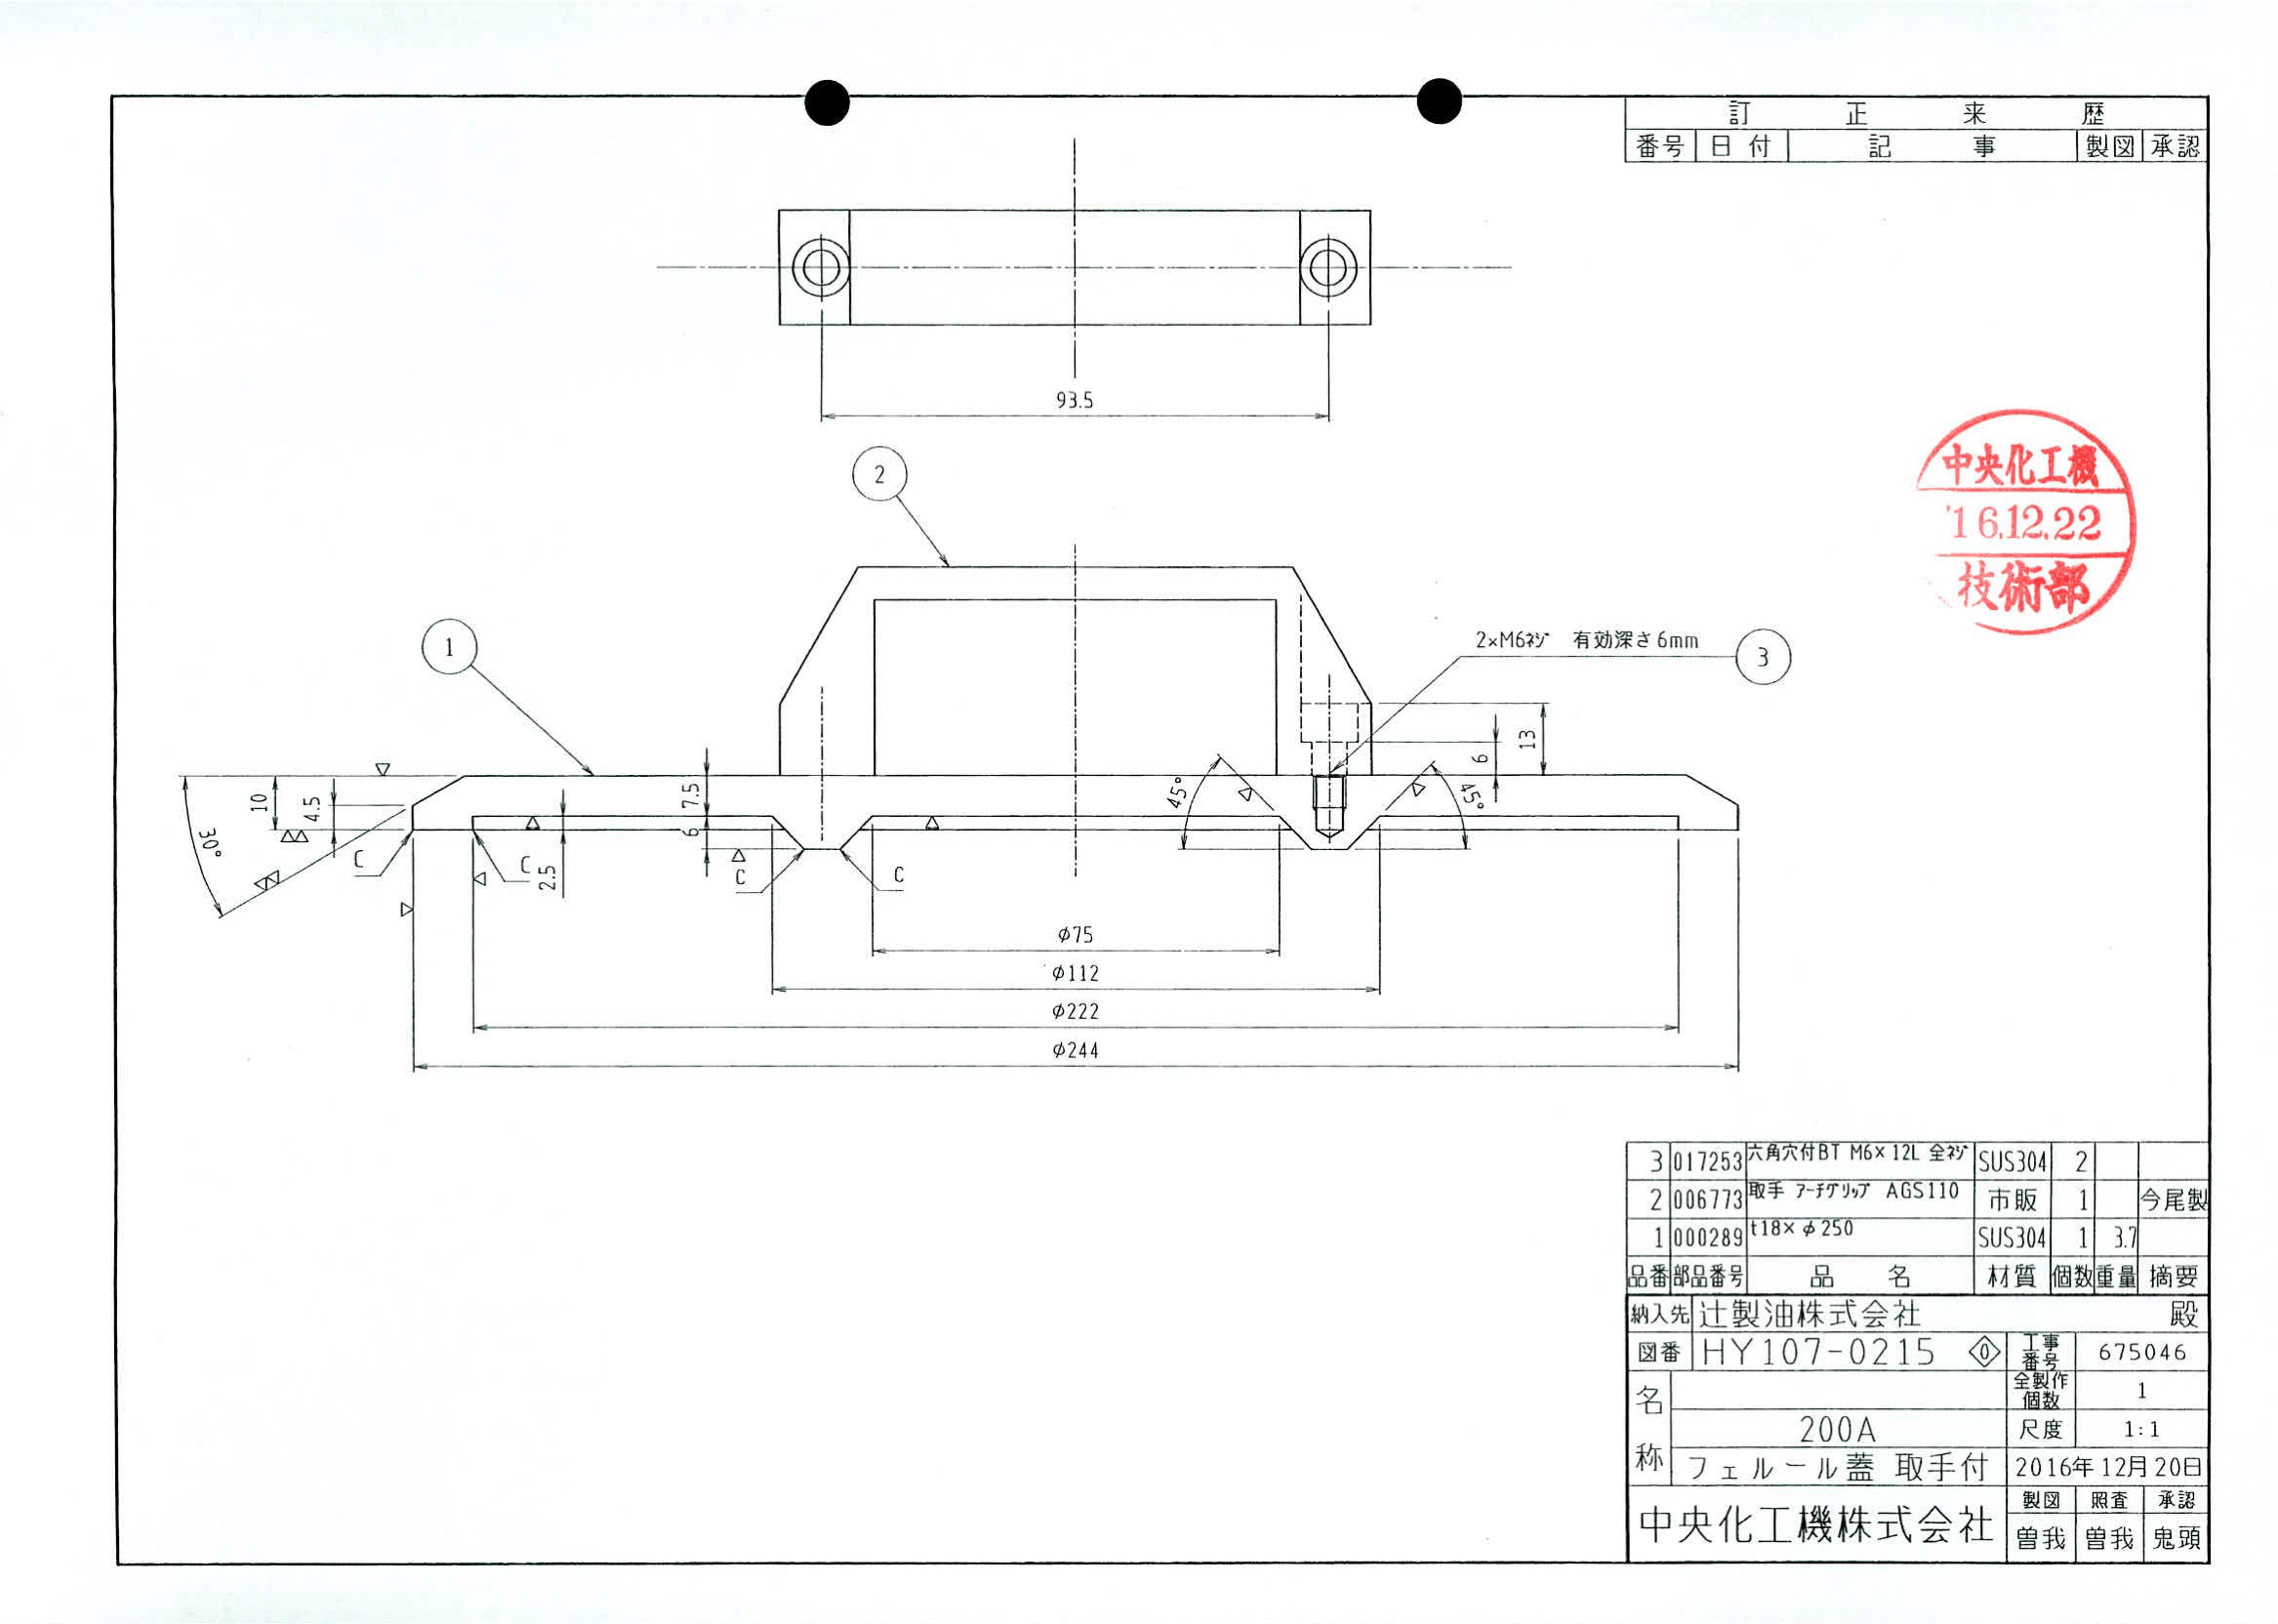 訂正来歴
番号 日付 記事 製図 承認
93.5
中央化工機
'16.12.22
技術部
2
1
2×M6ネジ 有効深さ6mm
3
13
6
45°
45°
10
4.5
7.5
6
30°
C
C
2.5
C
C
φ75
φ112
φ222
φ244
3 017253 六角穴付BT M6×12L 全ネジ SUS304 2
2 006773 取手 アーチグリップ AGS110 市販 1 今尾製
1 000289 t18×φ250 SUS304 1 3.7
品番 部品番号 品名 材質 個数 重量 摘要
納入先 辻製油株式会社 殿
図番 HY107-0215 0 工事番号 675046
全製作個数 1
名称 200A 尺度 1:1
フェルール蓋 取手付 2016年12月20日
製図 照査 承認
中央化工機株式会社 曽我 曽我 鬼頭